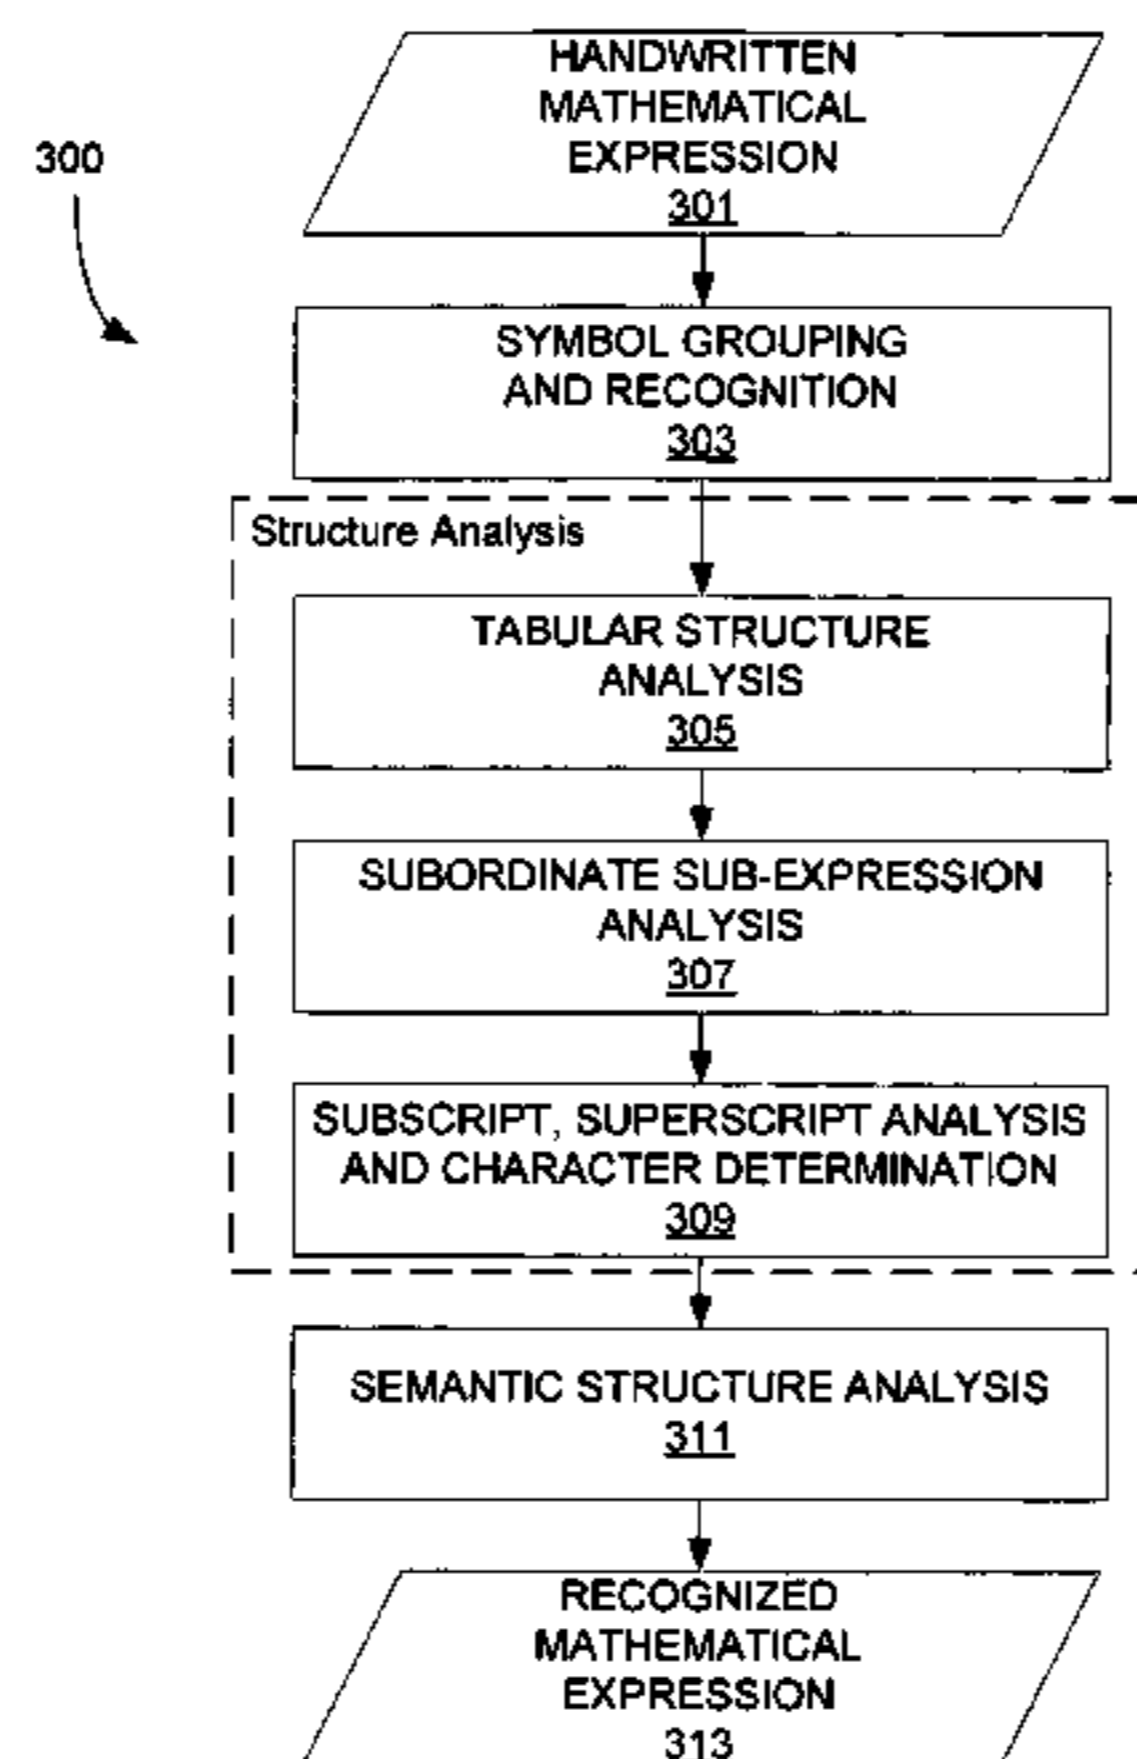 HANDWRITTEN
MATHEMATICAL
EXPRESSION
301
300
SYMBOL GROUPING
AND RECOGNITION
303
Structure Analysis
TABULAR STRUCTURE
ANALYSIS
305
SUBORDINATE SUB-EXPRESSION
ANALYSIS
307
SUBSCRIPT, SUPERSCRIPT ANALYSIS
AND CHARACTER DETERMINATION
309
SEMANTIC STRUCTURE ANALYSIS
311
RECOGNIZED
MATHEMATICAL
EXPRESSION
313